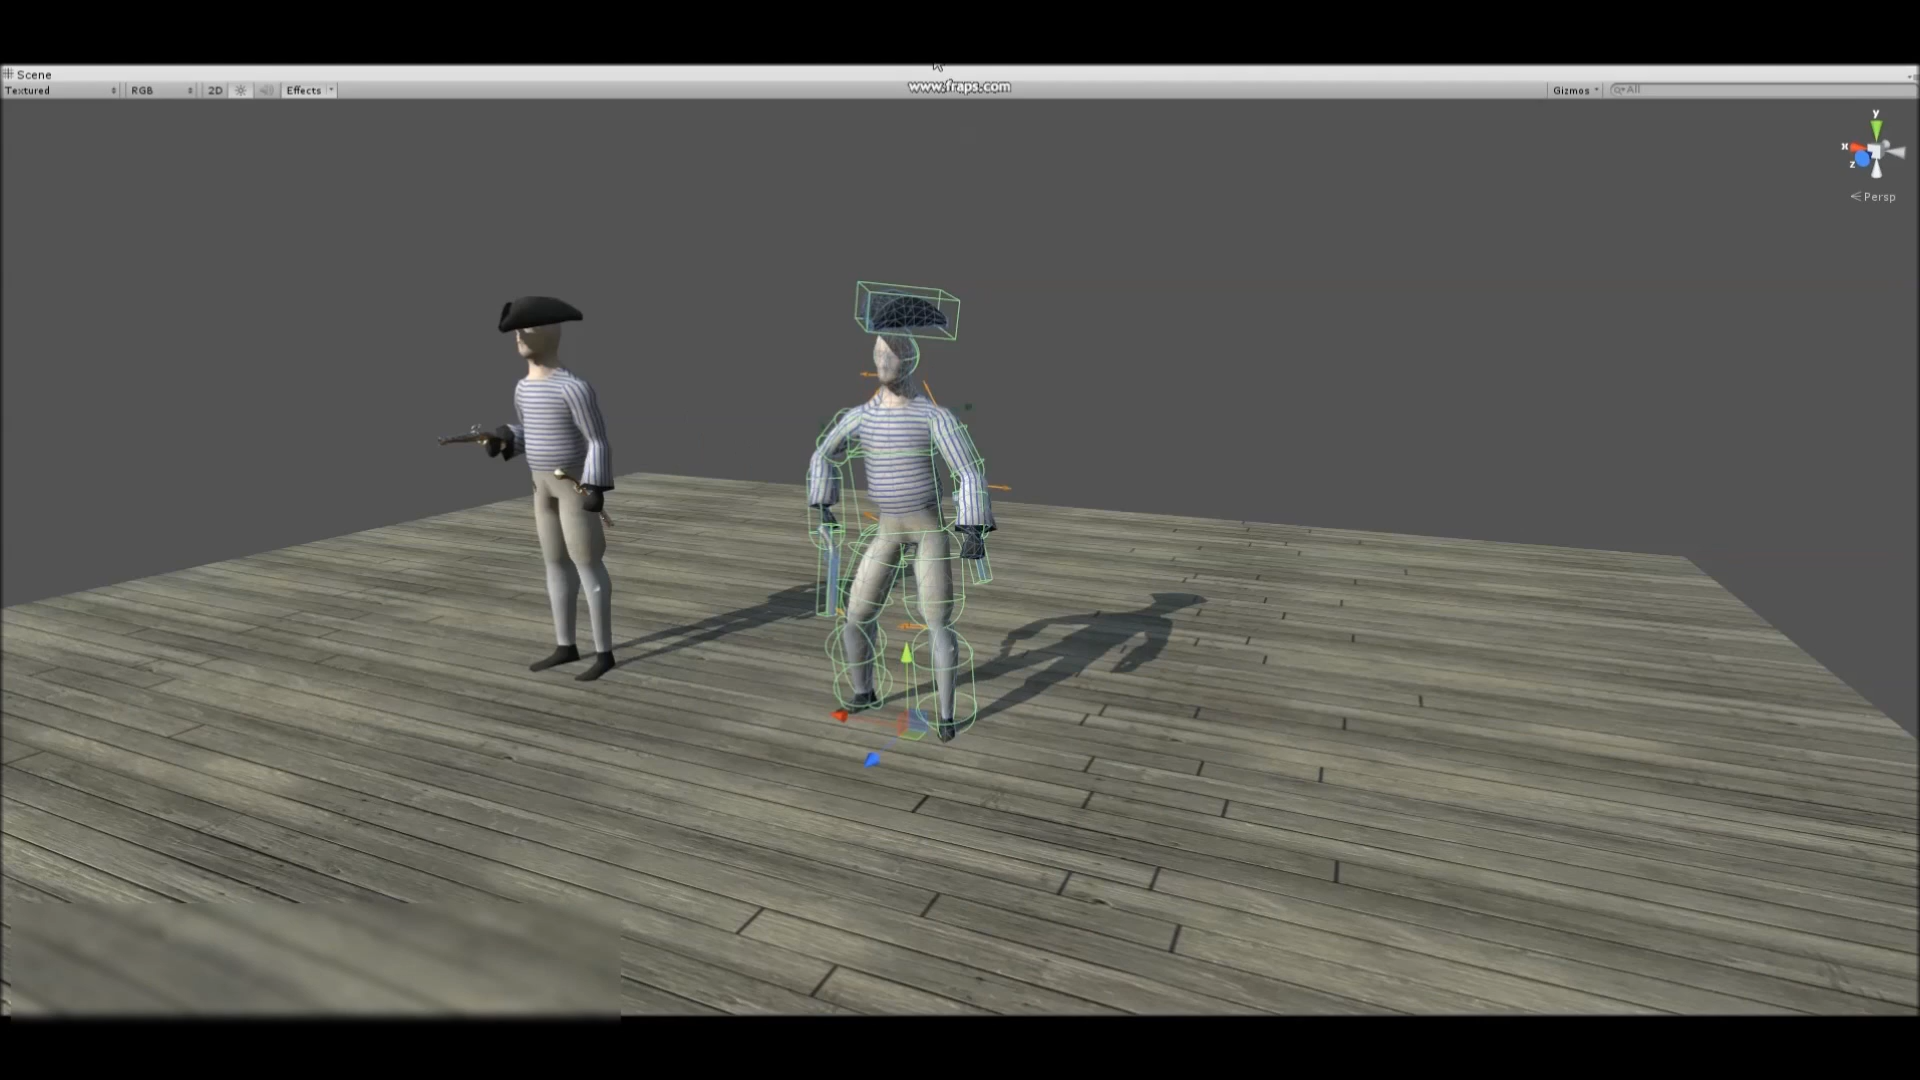 Scene
www.fraps.com
Textured RGB 2D Effects Gizmos All
y
x
z
Persp